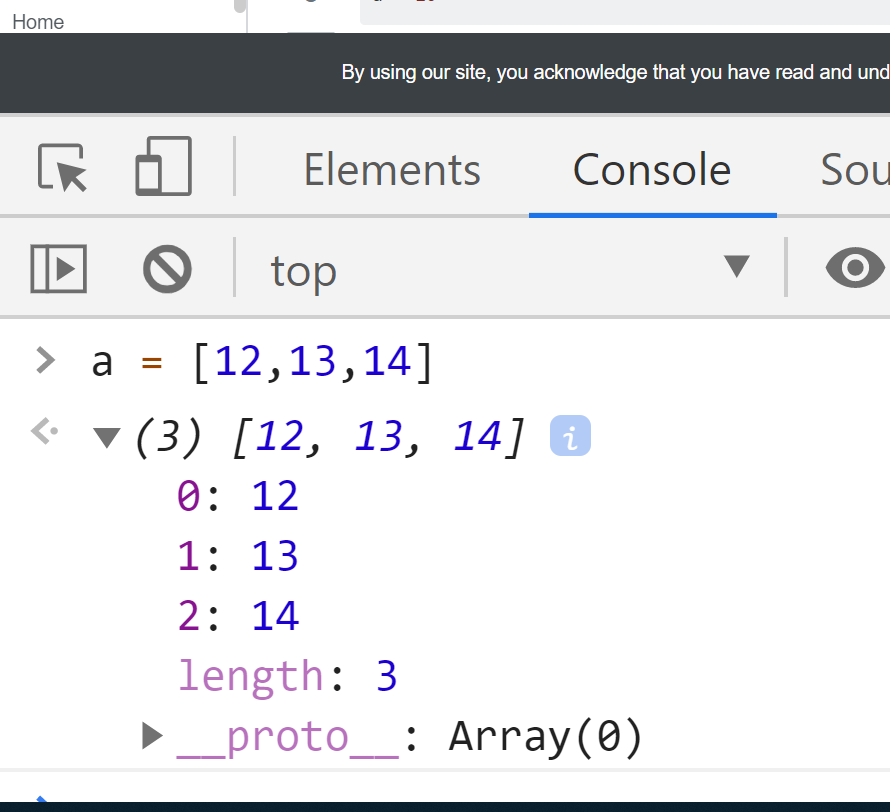 Home
By using our site, you acknowledge that you have read and und
Elements Console Sou
top
> a = [12,13,14]
(3) [12, 13, 14] i
0: 12
1: 13
2: 14
length: 3
__proto__: Array(0)